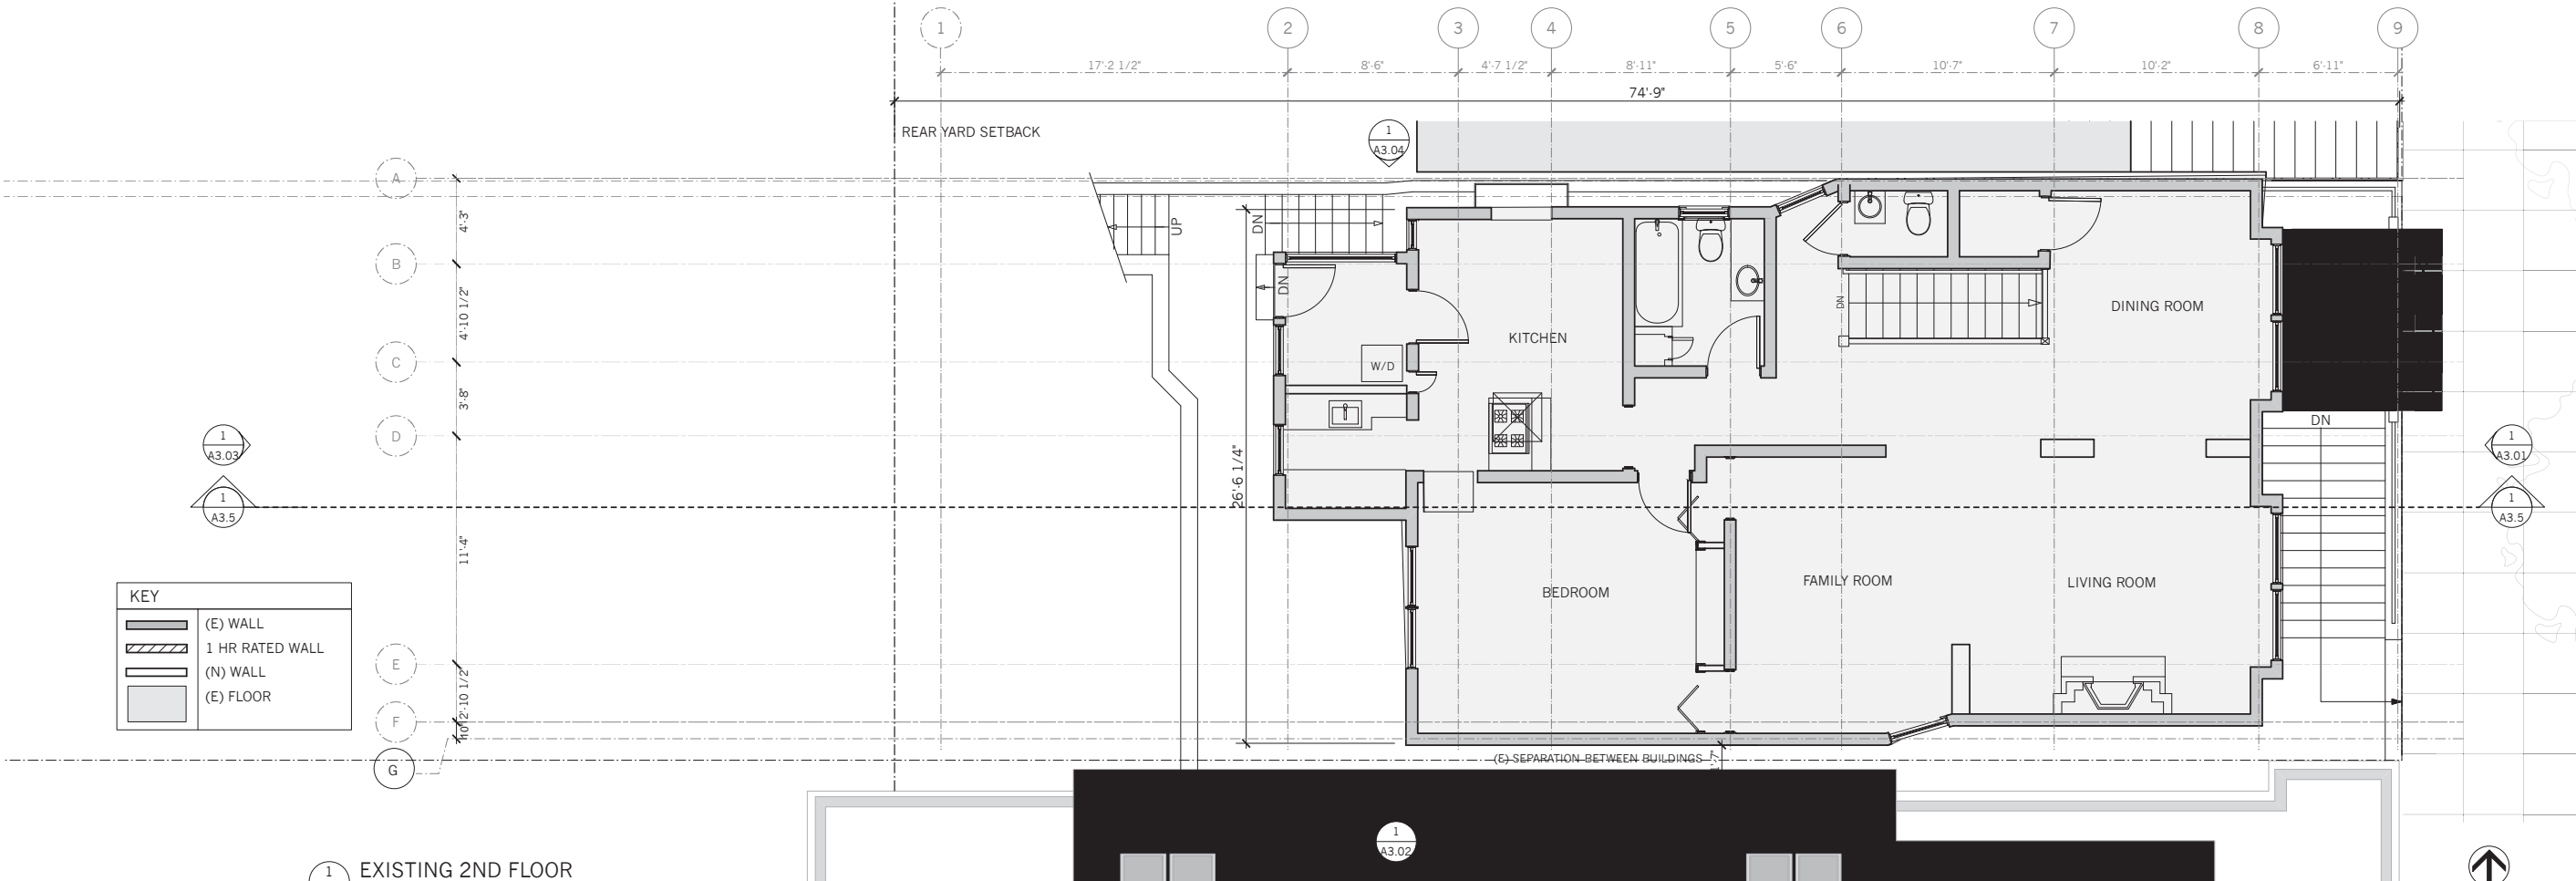 1 2 3 4 5 6 7 8 9
17'-2 1/2" 8'-6" 4'-7 1/2" 8'-11" 5'-6" 10'-7" 10'-2" 6'-11"
74'-9"
REAR YARD SETBACK
1
A3.04
A
4'-3"
UP
DN
B
4'-10 1/2"
DN
DN
DINING ROOM
KITCHEN
C
W/D
3'-8"
DN
D
1
A3.03
1
A3.01
26'-6 1/4"
1
A3.5
1
A3.5
11'-4"
FAMILY ROOM
LIVING ROOM
BEDROOM
KEY
(E) WALL
1 HR RATED WALL
(N) WALL
(E) FLOOR
E
2'-10 1/2"
F
10"
G
(E) SEPARATION BETWEEN BUILDINGS
1
A3.02
1
EXISTING 2ND FLOOR